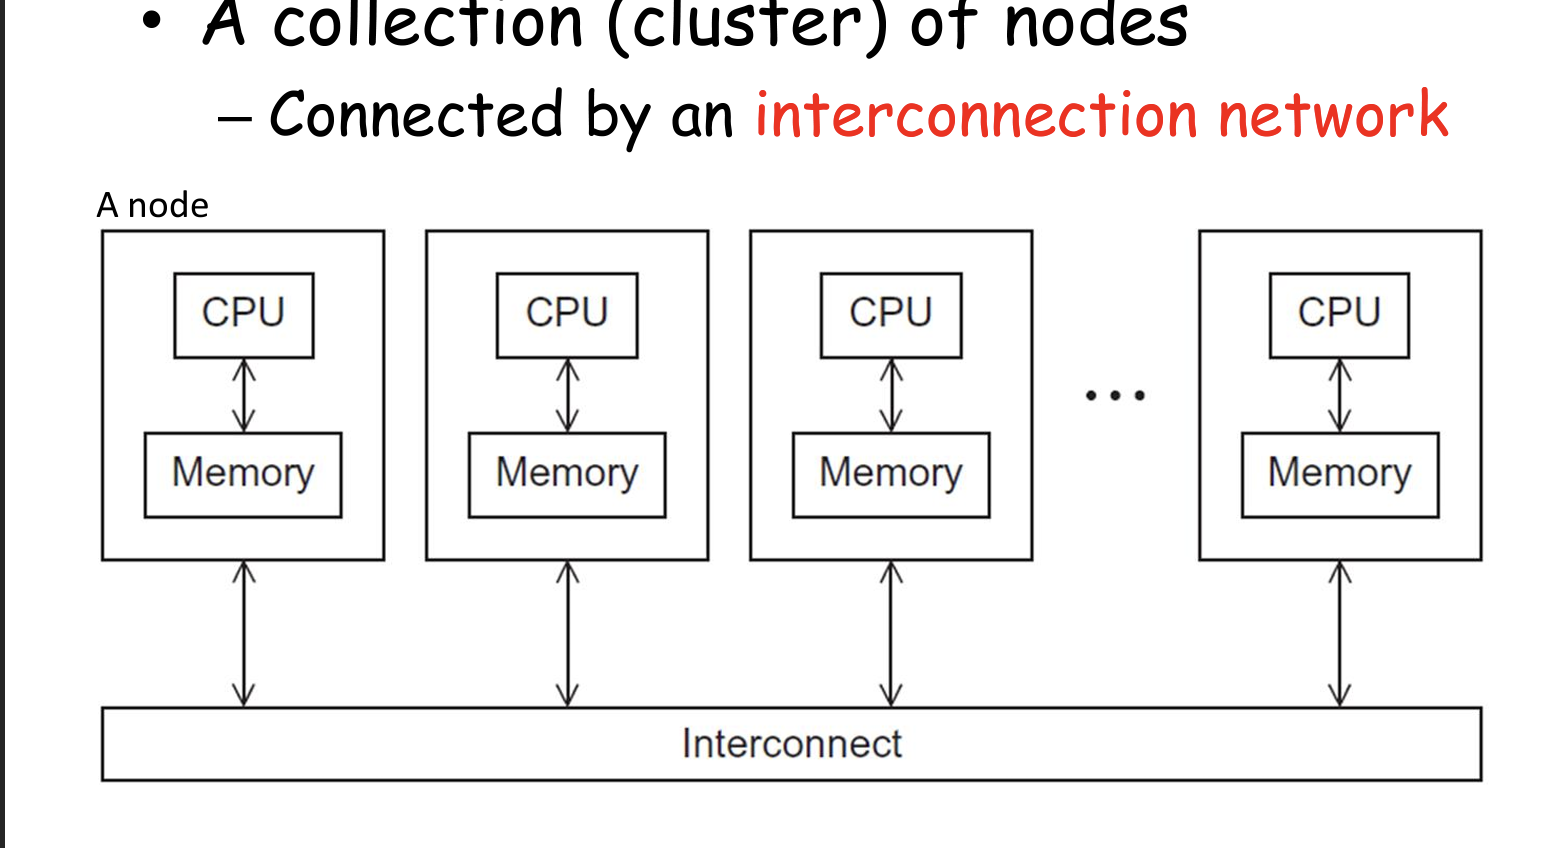 • A collection (cluster) of nodes
– Connected by an interconnection network
A node
CPU CPU CPU CPU
...
Memory Memory Memory Memory
Interconnect